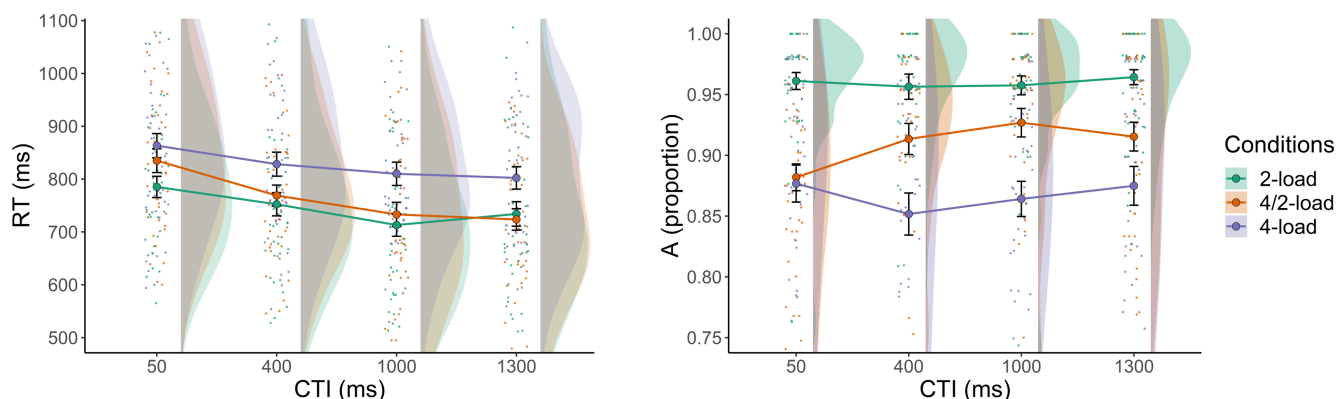 RT (ms)
1100
1000
900
800
700
600
500
50
400
1000
1300
CTI (ms)
A (proportion)
1.00
0.95
0.90
0.85
0.80
0.75
50
400
1000
1300
CTI (ms)
Conditions
2-load
4/2-load
4-load